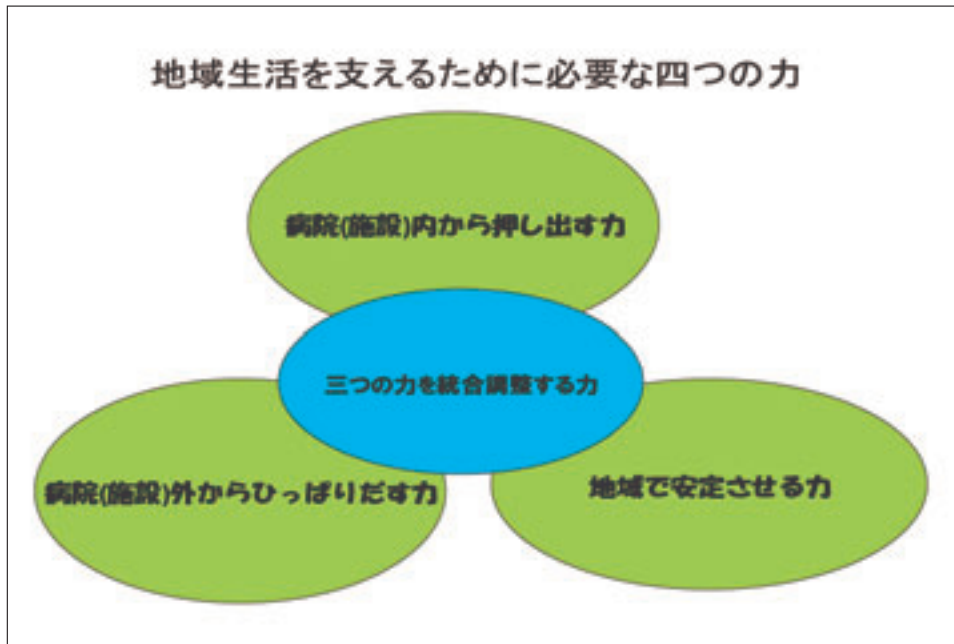 地域生活を支えるために必要な四つの力
病院(施設)内から押し出す力
三つの力を統合調整する力
病院(施設)外からひっぱりだす力
地域で安定させる力